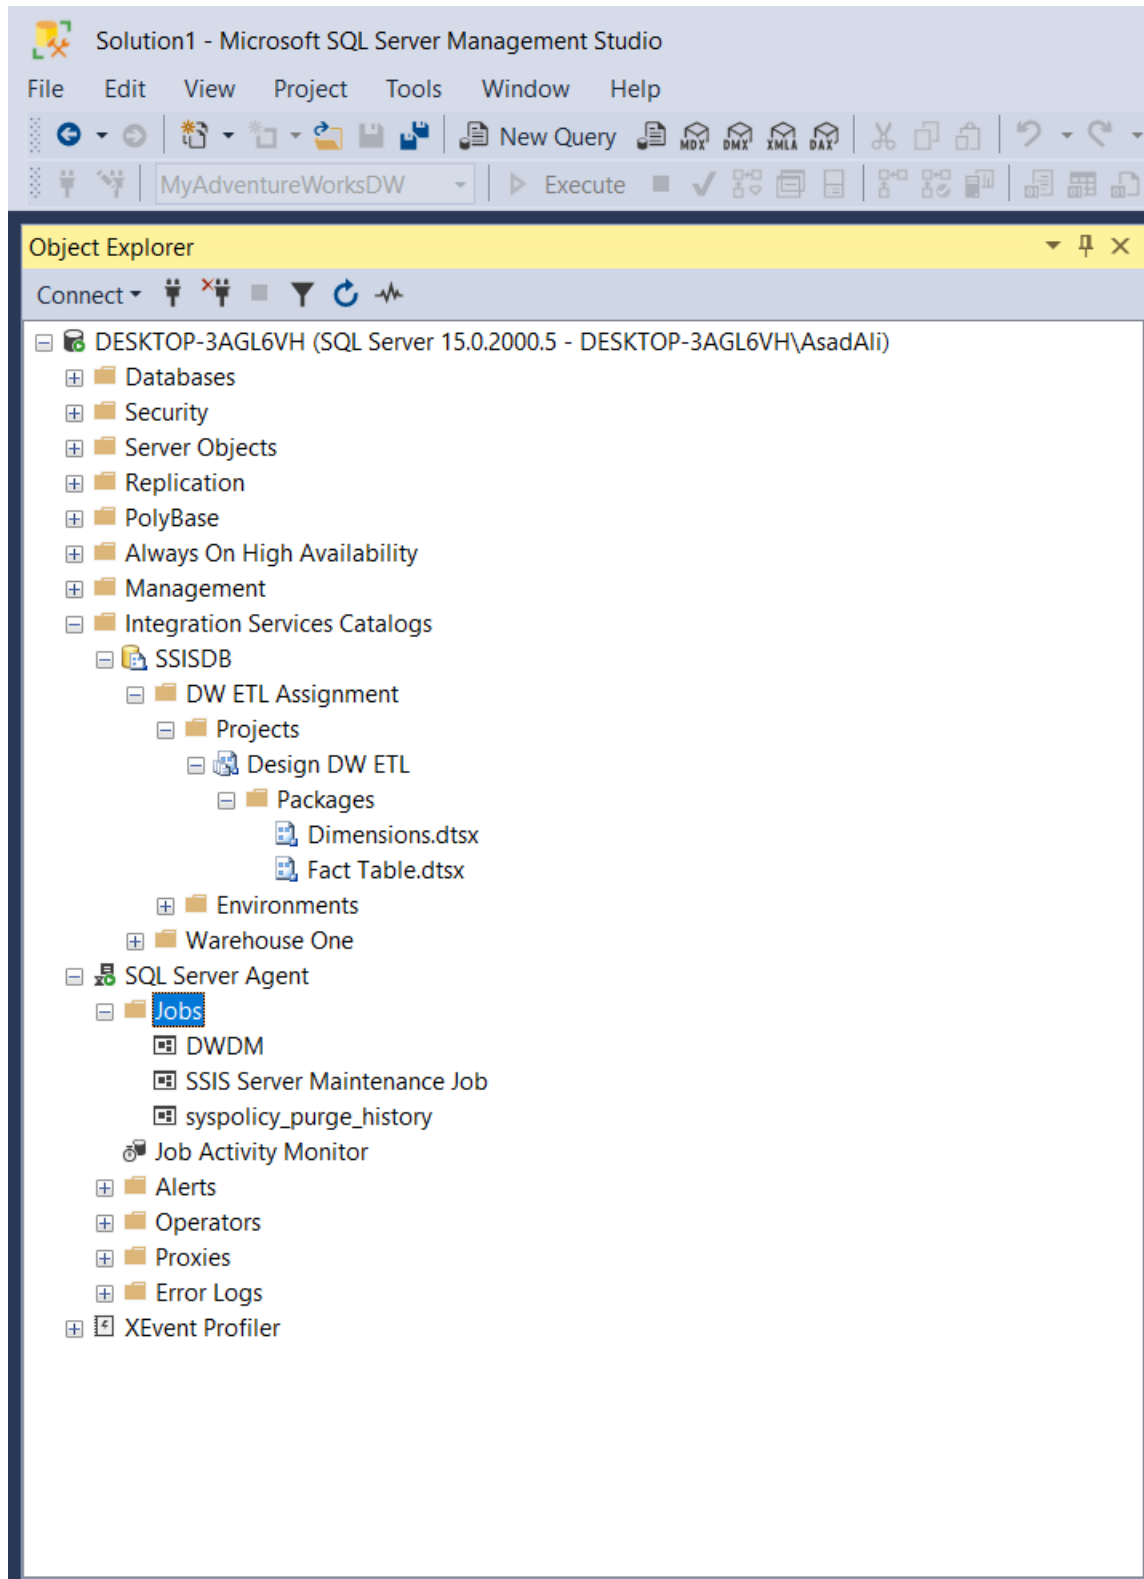 Solution1 - Microsoft SQL Server Management Studio
File Edit View Project Tools Window Help
New Query MDX DMX XMLA DAX
MyAdventureWorksDW Execute
Object Explorer
Connect
DESKTOP-3AGL6VH (SQL Server 15.0.2000.5 - DESKTOP-3AGL6VH\AsadAli)
Databases
Security
Server Objects
Replication
PolyBase
Always On High Availability
Management
Integration Services Catalogs
SSISDB
DW ETL Assignment
Projects
Design DW ETL
Packages
Dimensions.dtsx
Fact Table.dtsx
Environments
Warehouse One
SQL Server Agent
Jobs
DWDM
SSIS Server Maintenance Job
syspolicy_purge_history
Job Activity Monitor
Alerts
Operators
Proxies
Error Logs
XEvent Profiler